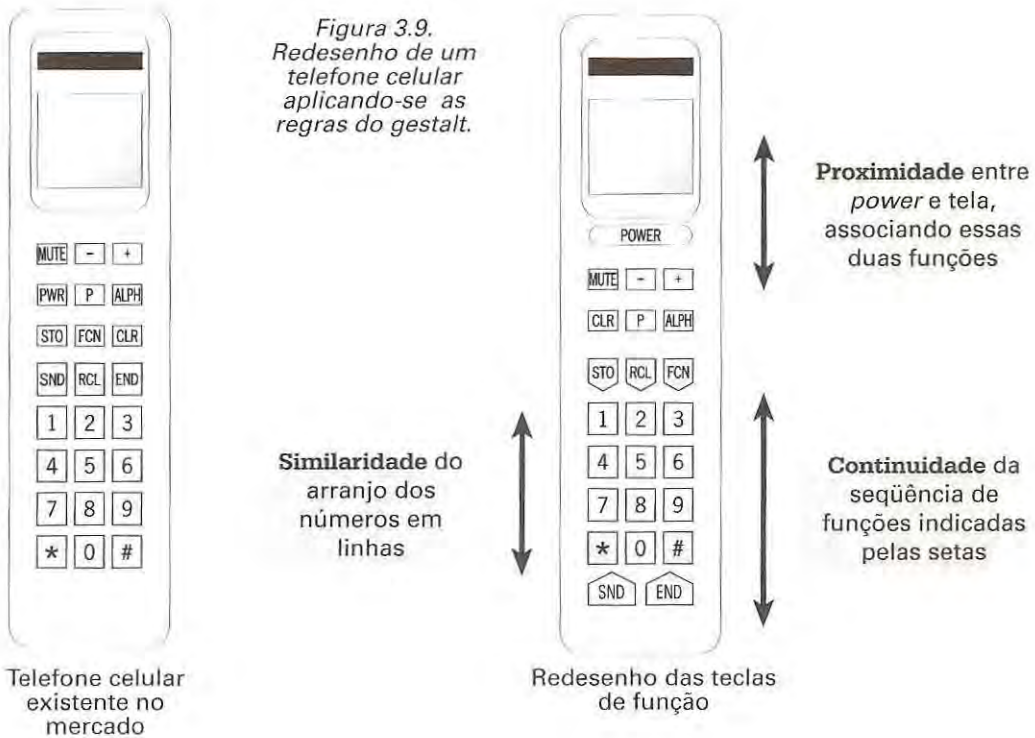 Figura 3.9.
Redesenho de um
telefone celular
aplicando-se as
regras do gestalt.
MUTE - +
PWR P ALPH
STO FCN CLR
SND RCL END
1 2 3
4 5 6
7 8 9
* 0 #
Telefone celular
existente no
mercado
Similaridade do
arranjo dos
números em
linhas
POWER
MUTE - +
CLR P ALPH
STO RCL FCN
1 2 3
4 5 6
7 8 9
* 0 #
SND END
Redesenho das teclas
de função
Proximidade entre
power e tela,
associando essas
duas funções
Continuidade da
seqüência de
funções indicadas
pelas setas